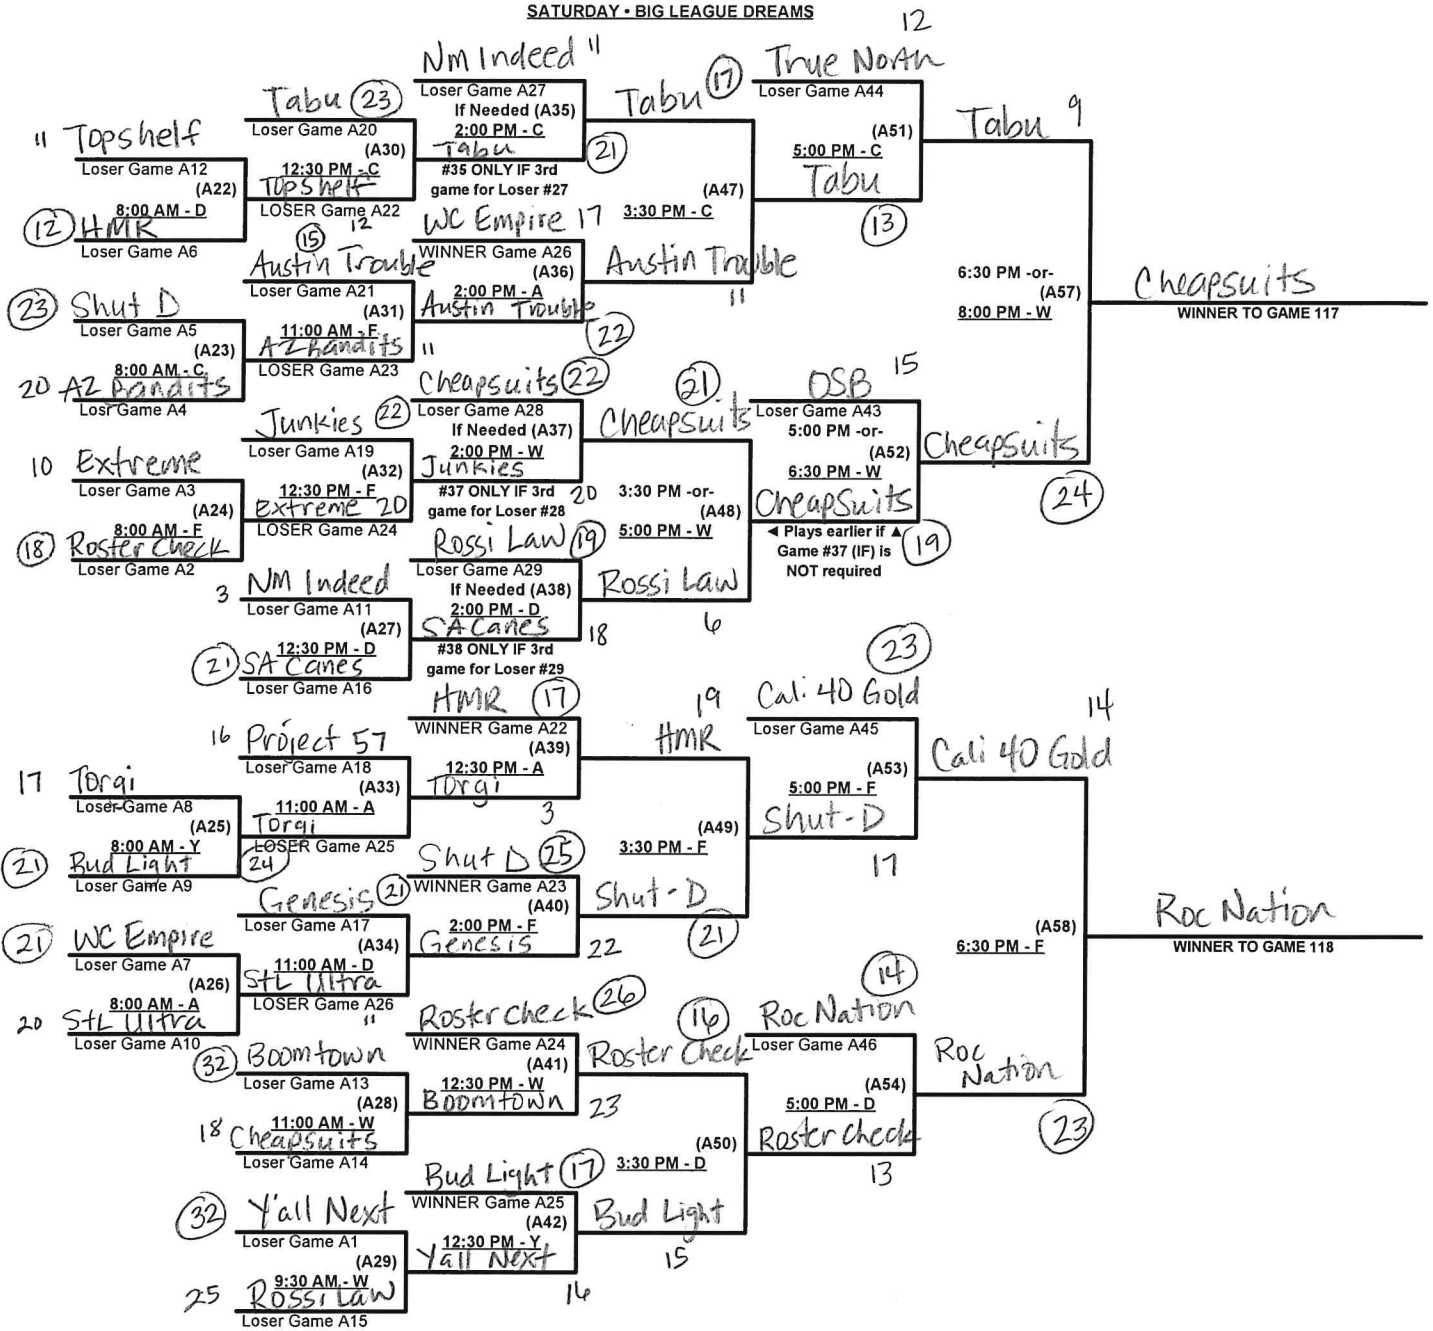 SATURDAY • BIG LEAGUE DREAMS
11 Topshelf
Loser Game A12
(A22)
8:00 AM - D
12 HMR
Loser Game A6
23 Shut D
Loser Game A5
(A23)
8:00 AM - C
20 AZ Bandits
Losr Game A4
10 Extreme
Loser Game A3
(A24)
8:00 AM - F
18 Roster Check
Loser Game A2
17 Torgi
Loser Game A8
(A25)
8:00 AM - Y
21 Bud Light
Loser Game A9
21 WC Empire
Loser Game A7
(A26)
8:00 AM - A
20 StL Ultra
Loser Game A10
Tabu 23
Loser Game A20
(A30)
12:30 PM - C
Topshelf
LOSER Game A22
12
15
Austin Trouble
Loser Game A21
(A31)
11:00 AM - F
AZ Bandits 11
LOSER Game A23
Junkies 22
Loser Game A19
(A32)
12:30 PM - F
Extreme 20
LOSER Game A24
3 NM Indeed
Loser Game A11
(A27)
12:30 PM - D
21 SA Canes
Loser Game A16
16 Project 57
Loser Game A18
(A33)
11:00 AM - A
Torgi
LOSER Game A25
24
Genesis 21
Loser Game A17
(A34)
11:00 AM - D
StL Ultra
LOSER Game A26
11
32 Boomtown
Loser Game A13
(A28)
11:00 AM - W
18 Cheapsuits
Loser Game A14
32 Y'all Next
Loser Game A1
(A29)
9:30 AM - W
25 Rossi Law
Loser Game A15
Nm Indeed 11
Loser Game A27
If Needed (A35)
2:00 PM - C
Tabu
21
#35 ONLY IF 3rd
game for Loser #27
WC Empire 17
WINNER Game A26
(A36)
2:00 PM - A
Austin Trouble
22
Cheapsuits 22
Loser Game A28
If Needed (A37)
2:00 PM - W
Junkies
#37 ONLY IF 3rd
game for Loser #28
20
Rossi Law 19
Loser Game A29
If Needed (A38)
2:00 PM - D
SA Canes
18
#38 ONLY IF 3rd
game for Loser #29
HMR 17
WINNER Game A22
(A39)
12:30 PM - A
Torgi
3
Shut D 25
WINNER Game A23
(A40)
2:00 PM - F
Genesis
22
Roster check 26
WINNER Game A24
(A41)
12:30 PM - W
Boomtown
23
Bud Light 17
WINNER Game A25
(A42)
12:30 PM - Y
Yall Next
16
Tabu 17
(A47)
3:30 PM - C
Austin Trouble
11
21
Cheapsuits
3:30 PM -or-
(A48)
5:00 PM - W
Rossi Law
6
19
HMR
(A49)
3:30 PM - F
Shut-D
21
16
Roster Check
(A50)
3:30 PM - D
Bud Light
15
12
True North
Loser Game A44
(A51)
5:00 PM - C
Tabu
13
OSB 15
Loser Game A43
5:00 PM -or-
(A52)
6:30 PM - W
CheapSuits
19
◄ Plays earlier if ▲
Game #37 (IF) is
NOT required
23
Cali 40 Gold
Loser Game A45
(A53)
5:00 PM - F
Shut-D
17
14
Roc Nation
Loser Game A46
(A54)
5:00 PM - D
Roster Check
13
Tabu 9
6:30 PM -or-
(A57)
8:00 PM - W
Cheapsuits
24
14
Cali 40 Gold
(A58)
6:30 PM - F
Roc
Nation
23
Cheapsuits
WINNER TO GAME 117
Roc Nation
WINNER TO GAME 118